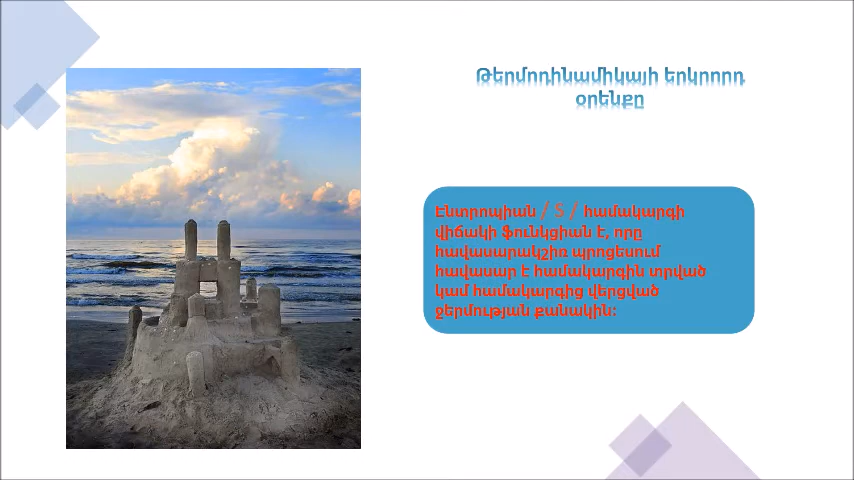 Թերմոդինամիկայի երկրորդ
օրենքը
Էնտրոպիան / S / համակարգի
վիճակի ֆունկցիան է, որը
հավասարակշիռ պրոցեսում
հավասար է համակարգին տրված
կամ համակարգից վերցված
ջերմության քանակին: